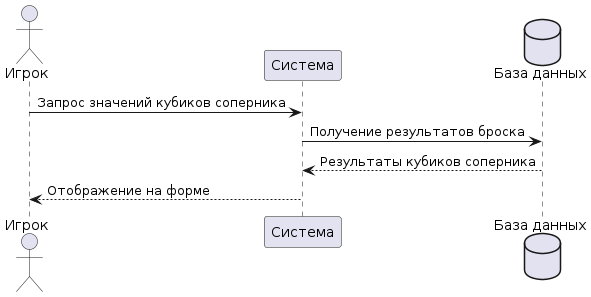 Игрок
Система
База данных
Запрос значений кубиков соперника
Получение результатов броска
Результаты кубиков соперника
Отображение на форме
Игрок
Система
База данных